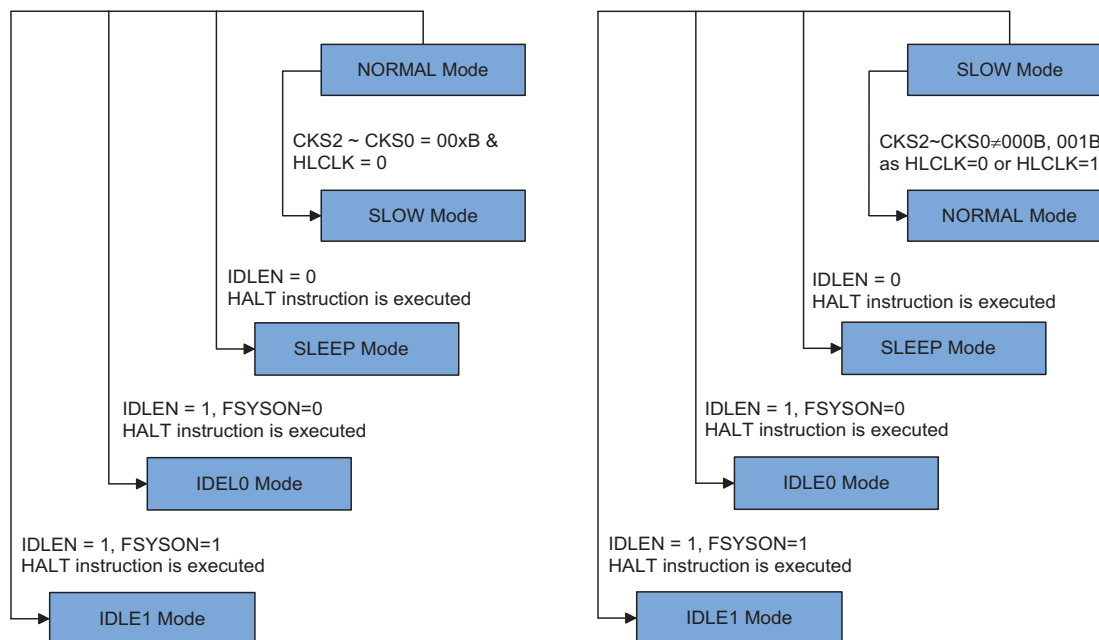 NORMAL Mode
CKS2 ~ CKS0 = 00xB &
HLCLK = 0
SLOW Mode
IDLEN = 0
HALT instruction is executed
SLEEP Mode
IDLEN = 1, FSYSON=0
HALT instruction is executed
IDEL0 Mode
IDLEN = 1, FSYSON=1
HALT instruction is executed
IDLE1 Mode
SLOW Mode
CKS2~CKS0≠000B, 001B
as HLCLK=0 or HLCLK=1
NORMAL Mode
IDLEN = 0
HALT instruction is executed
SLEEP Mode
IDLEN = 1, FSYSON=0
HALT instruction is executed
IDLE0 Mode
IDLEN = 1, FSYSON=1
HALT instruction is executed
IDLE1 Mode